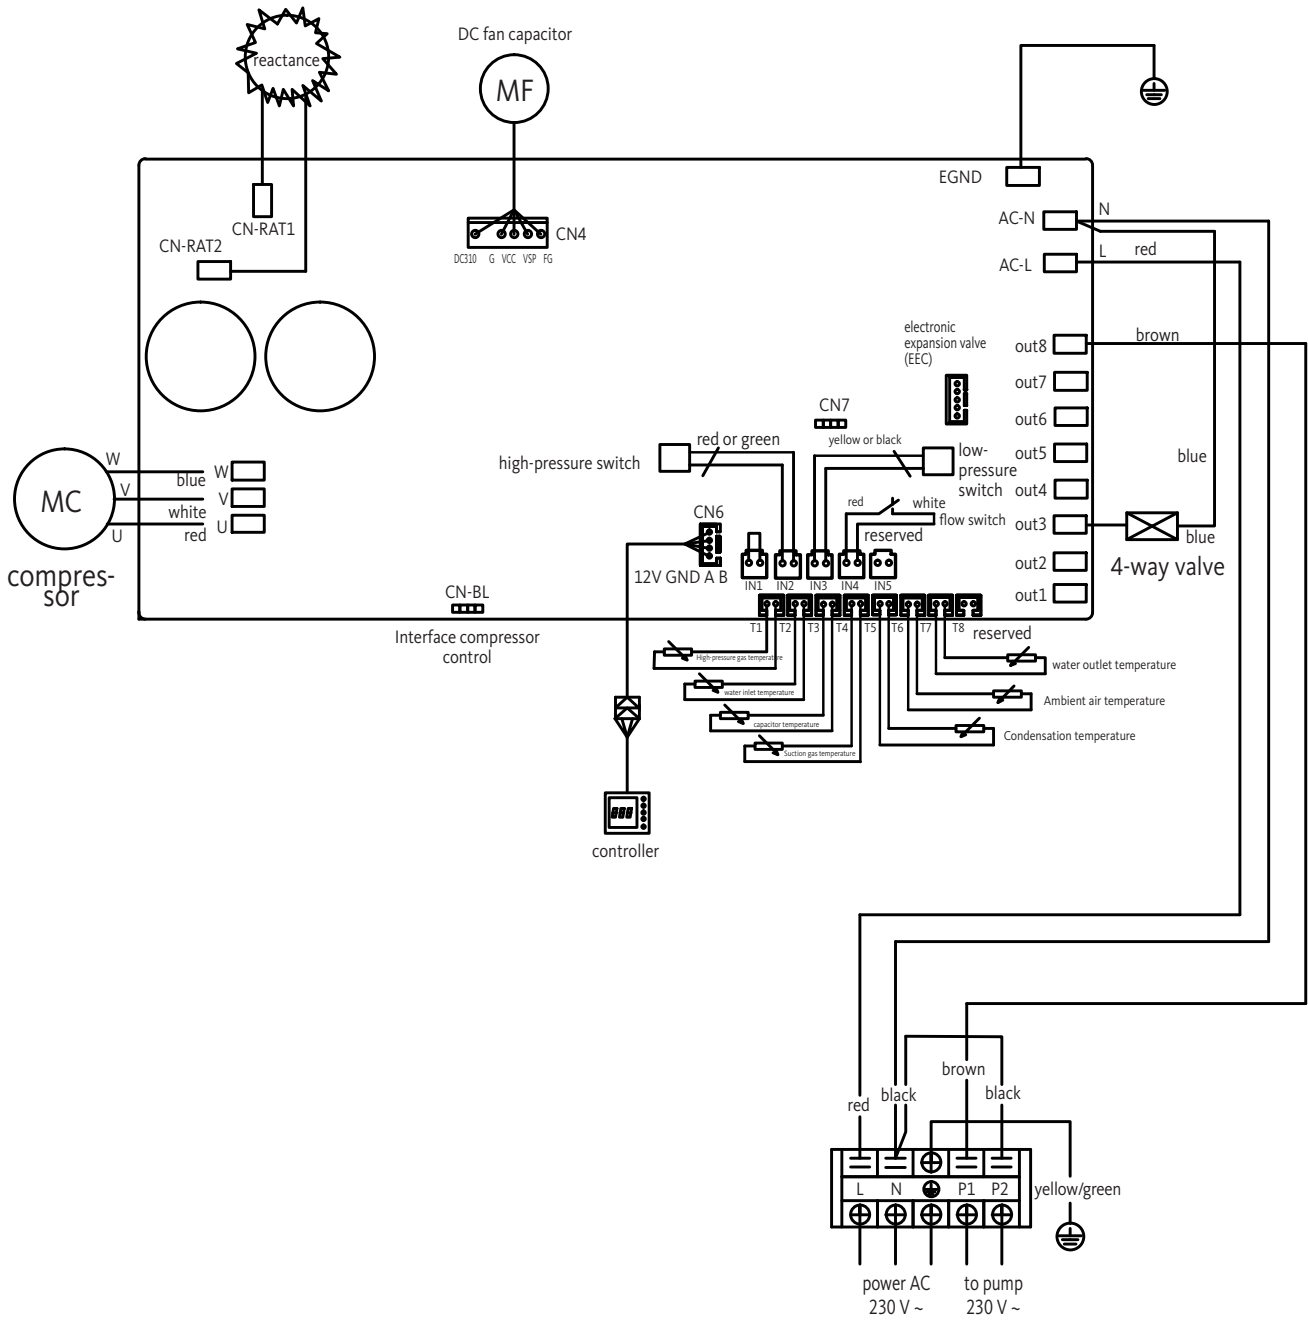 reactance
DC fan capacitor
MF
EGND
CN-RAT1
CN-RAT2
CN4
DC310 G VCC VSP FG
AC-N
N
AC-L
L
red
electronic
expansion valve
(EEC)
out8
brown
out7
out6
out5
out4
out3
out2
out1
CN7
red or green
high-pressure switch
yellow or black
low-
pressure
switch
red
white
flow switch
reserved
blue
blue
4-way valve
W
V
U
MC
blue
white
red
W
V
U
compres-
sor
CN6
12V GND A B
IN1 IN2 IN3 IN4 IN5
CN-BL
Interface compressor
control
T1 T2 T3 T4 T5 T6 T7 T8
reserved
High-pressure gas temperature
water inlet temperature
capacitor temperature
Suction gas temperature
water outlet temperature
Ambient air temperature
Condensation temperature
controller
red
black
brown
black
L N P1 P2
yellow/green
power AC
230 V ~
to pump
230 V ~